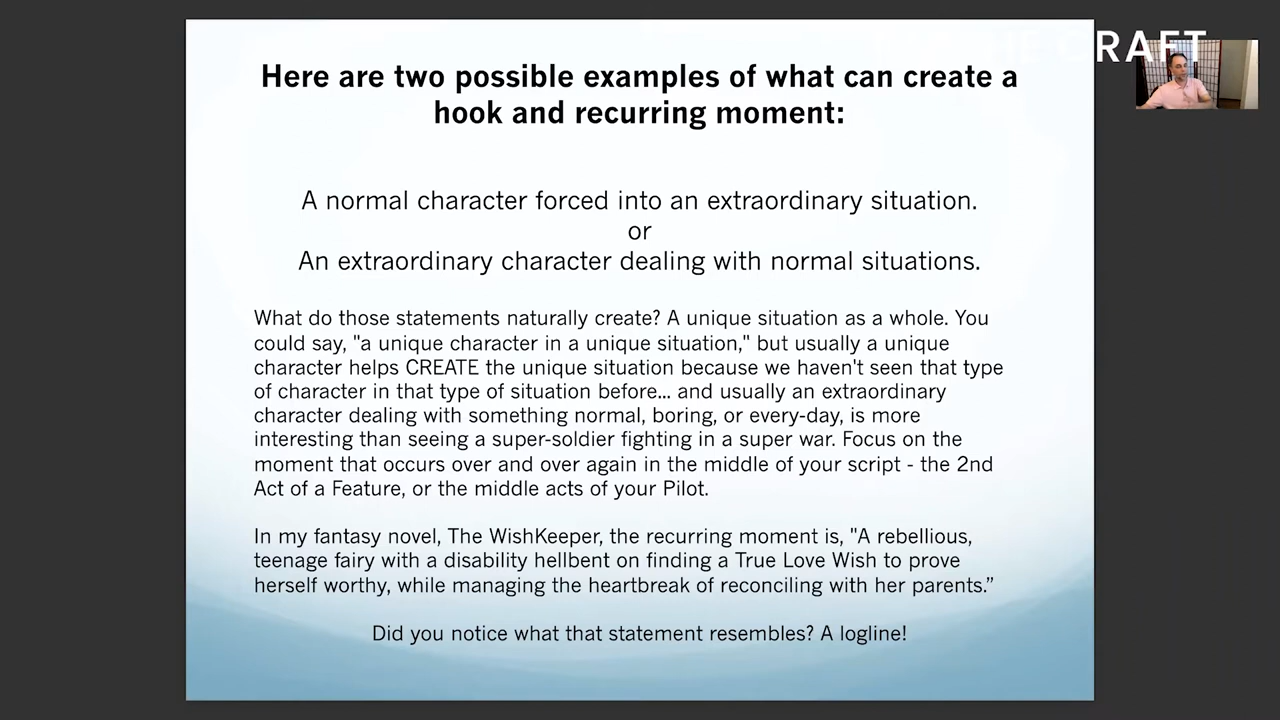 Here are two possible examples of what can create a
hook and recurring moment:
A normal character forced into an extraordinary situation.
or
An extraordinary character dealing with normal situations.
What do those statements naturally create? A unique situation as a whole. You
could say, "a unique character in a unique situation," but usually a unique
character helps CREATE the unique situation because we haven't seen that type
of character in that type of situation before... and usually an extraordinary
character dealing with something normal, boring, or every-day, is more
interesting than seeing a super-soldier fighting in a super war. Focus on the
moment that occurs over and over again in the middle of your script - the 2nd
Act of a Feature, or the middle acts of your Pilot.
In my fantasy novel, The WishKeeper, the recurring moment is, "A rebellious,
teenage fairy with a disability hellbent on finding a True Love Wish to prove
herself worthy, while managing the heartbreak of reconciling with her parents.”
Did you notice what that statement resembles? A logline!